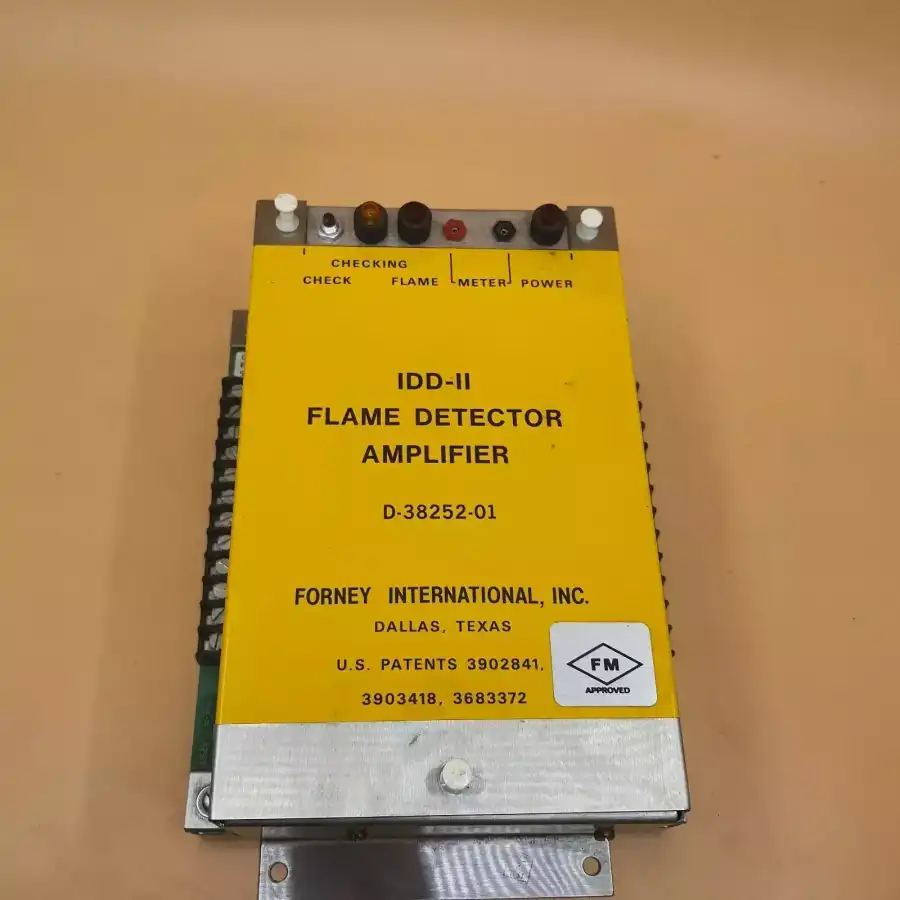 CHECKING
CHECK FLAME METER POWER
IDD-II
FLAME DETECTOR
AMPLIFIER
D-38252-01
FORNEY INTERNATIONAL, INC.
DALLAS, TEXAS
U.S. PATENTS 3902841,
3903418, 3683372
FM
APPROVED